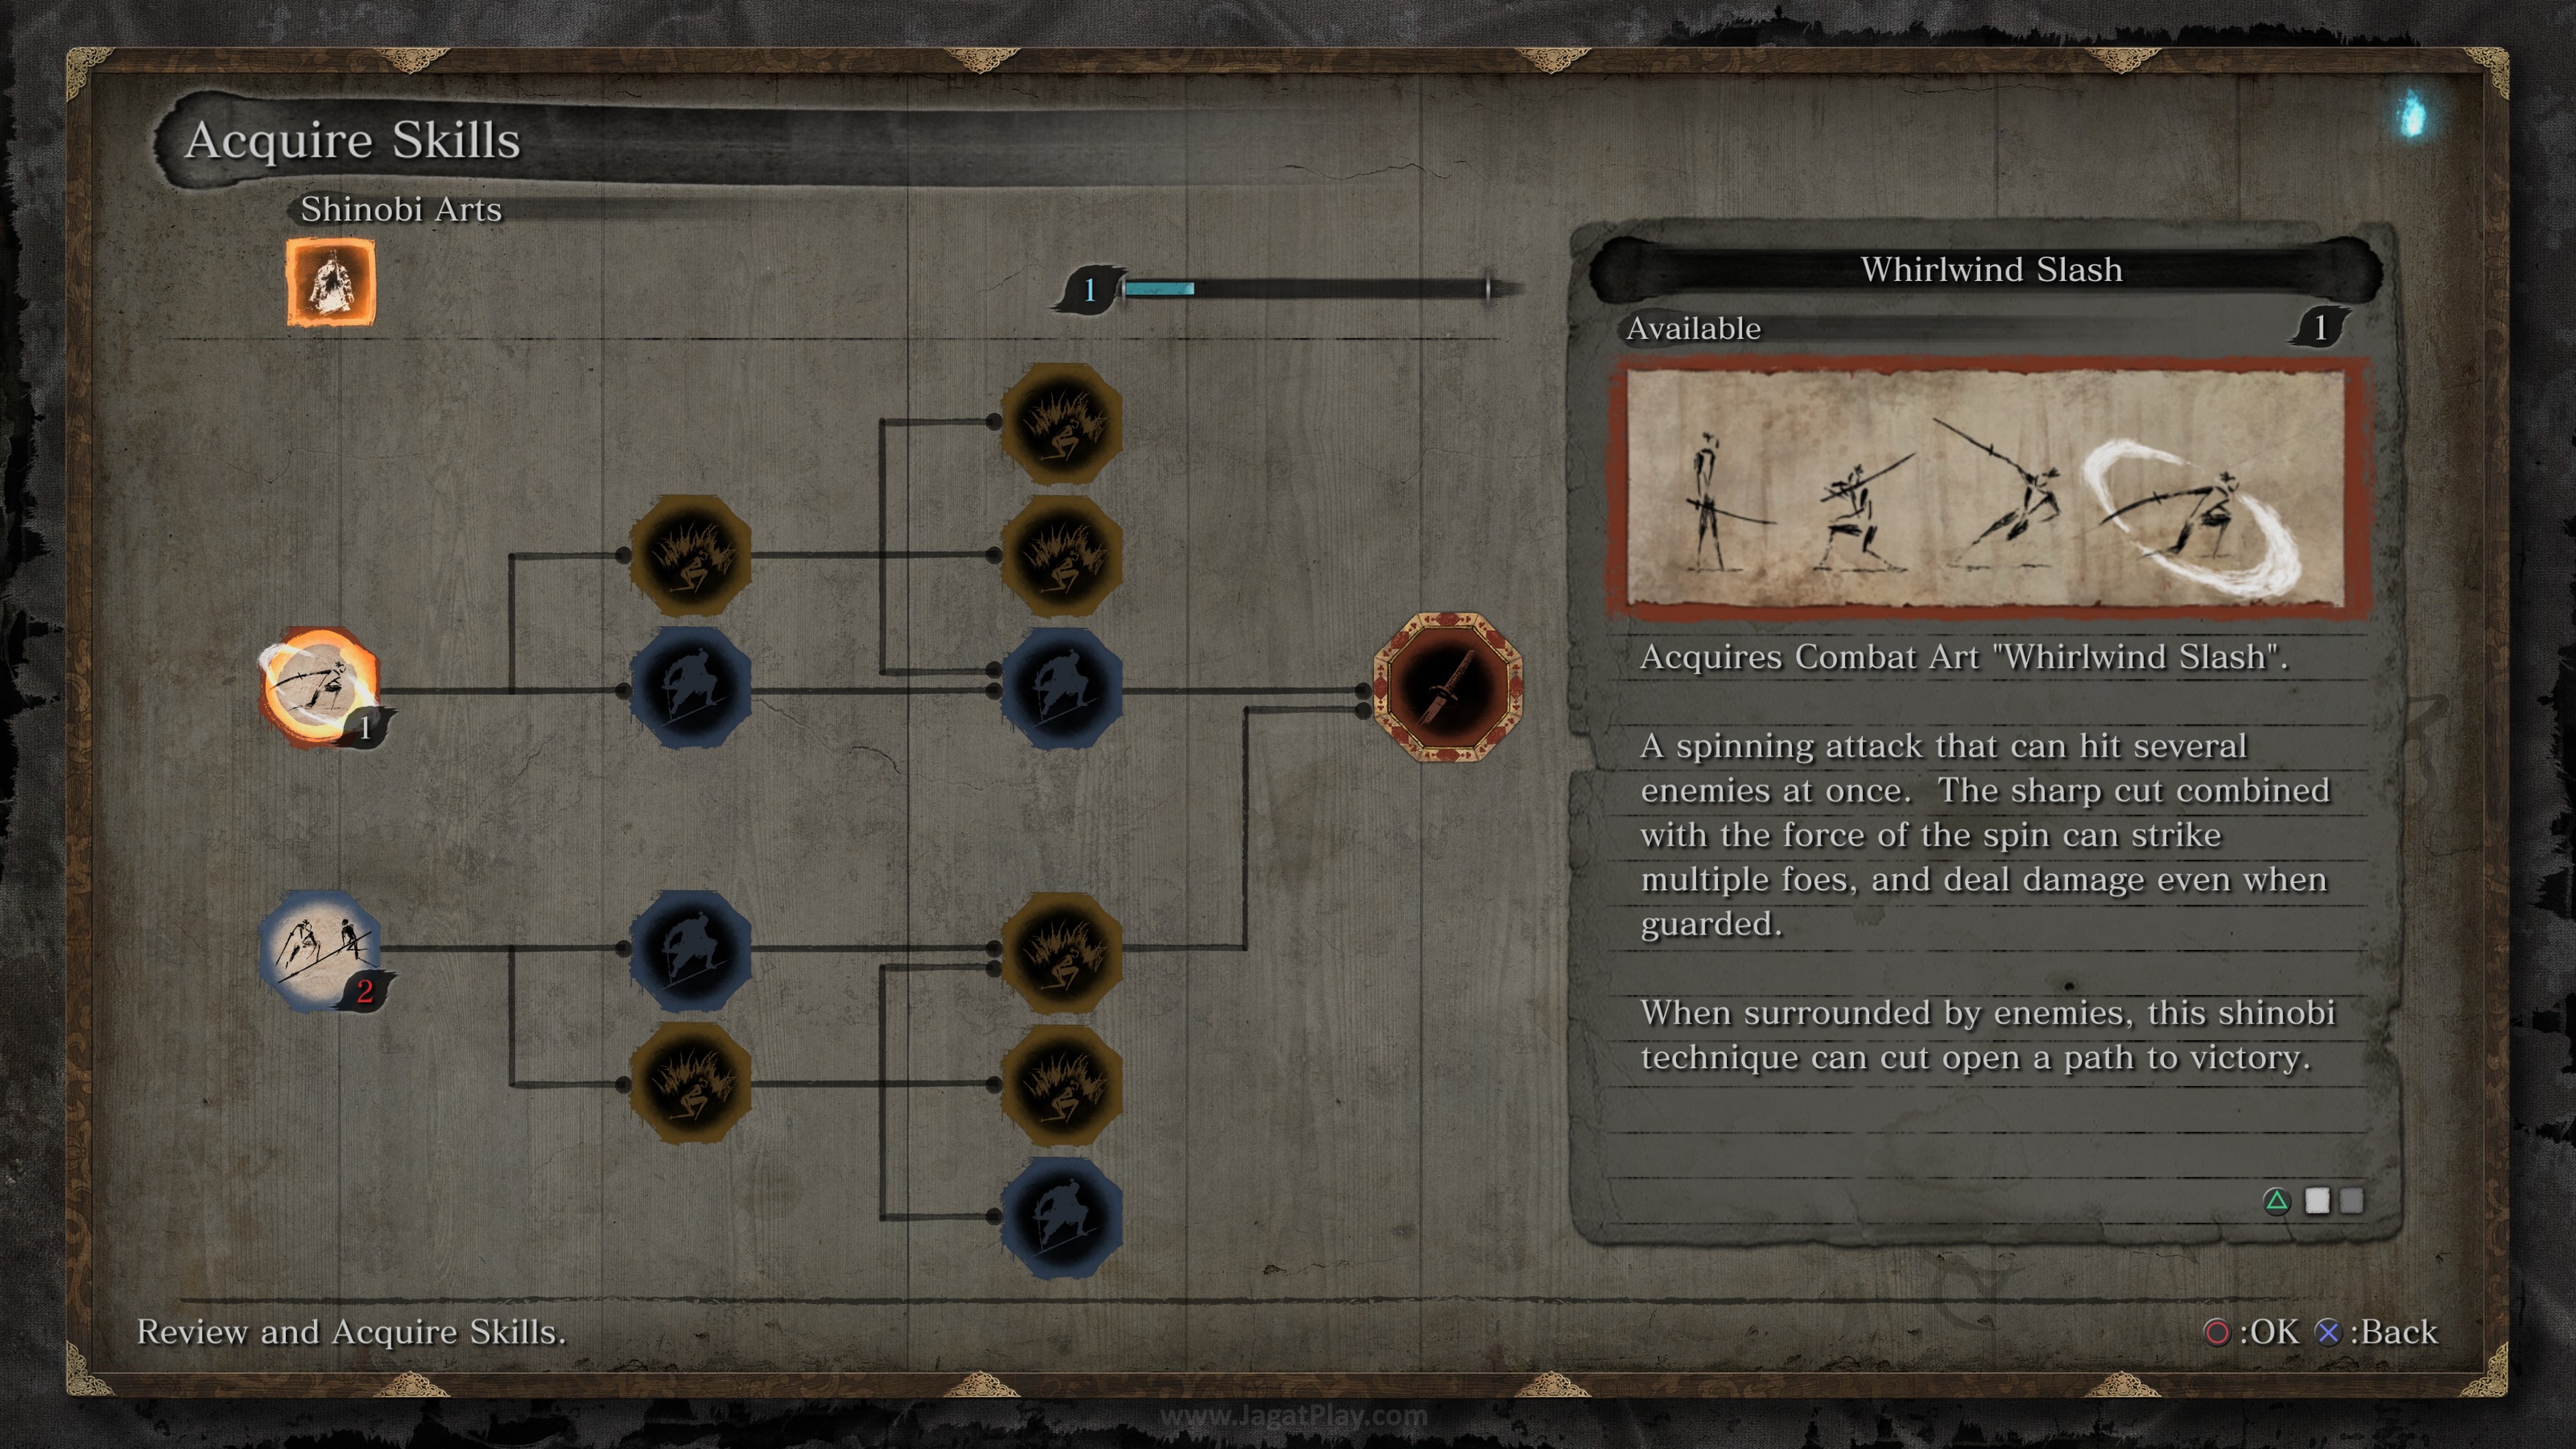 Acquire Skills
Shinobi Arts
1
Whirlwind Slash
Available
1
Acquires Combat Art "Whirlwind Slash".
A spinning attack that can hit several
enemies at once. The sharp cut combined
with the force of the spin can strike
multiple foes, and deal damage even when
guarded.
When surrounded by enemies, this shinobi
technique can cut open a path to victory.
1
2
Review and Acquire Skills.
:OK :Back
www.JagatPlay.com